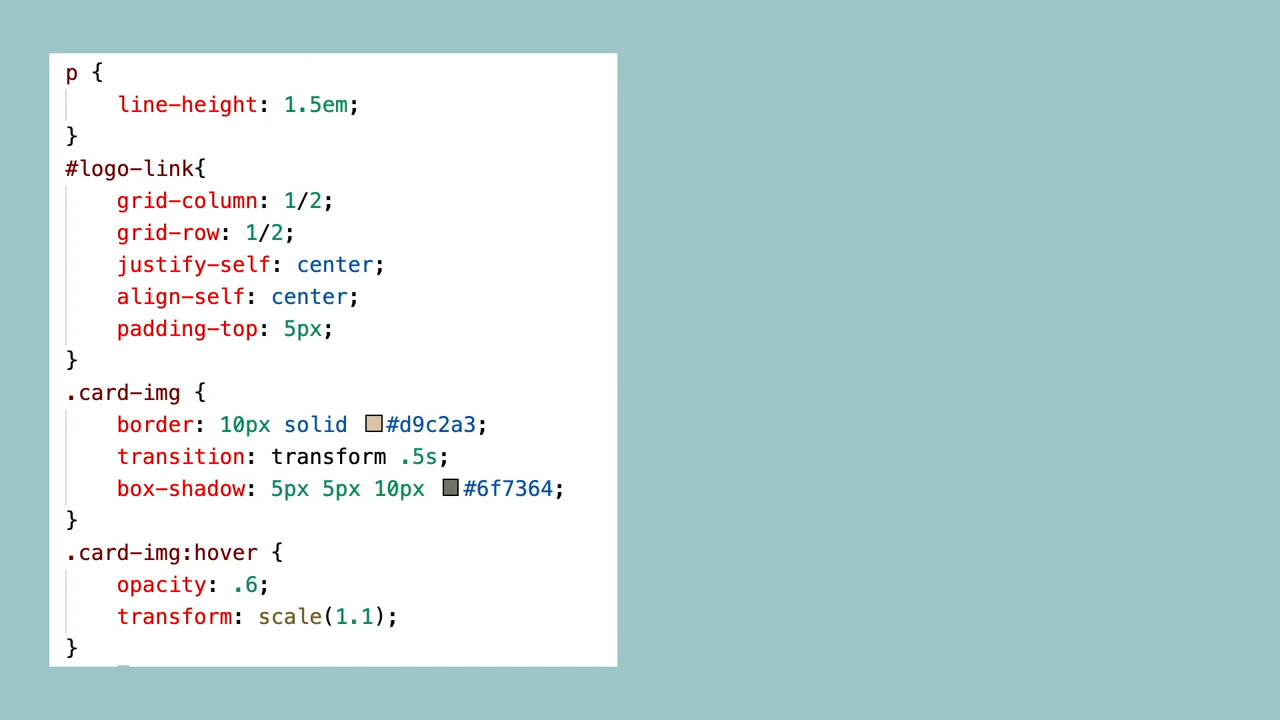 p {
line-height: 1.5em;
}
#logo-link{
grid-column: 1/2;
grid-row: 1/2;
justify-self: center;
align-self: center;
padding-top: 5px;
}
.card-img {
border: 10px solid #d9c2a3;
transition: transform .5s;
box-shadow: 5px 5px 10px #6f7364;
}
.card-img:hover {
opacity: .6;
transform: scale(1.1);
}